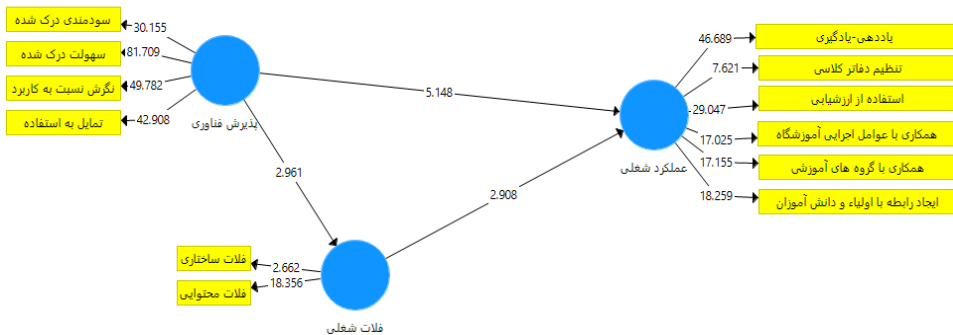 سودمندی درک شده
30.155
سهولت درک شده
81.709
نگرش نسبت به کاربرد
49.782
تمایل به استفاده
42.908
پذیرش فناوری
5.148
2.961
2.908
یاددهی-یادگیری
46.689
تنظیم دفاتر کلاسی
7.621
استفاده از ارزشیابی
29.047
همکاری با عوامل اجرایی آموزشگاه
17.025
همکاری با گروه های آموزشی
17.155
ایجاد رابطه با اولیاء و دانش آموزان
18.259
عملکرد شغلی
فلات ساختاری
2.662
فلات محتوایی
18.356
فلات شغلی